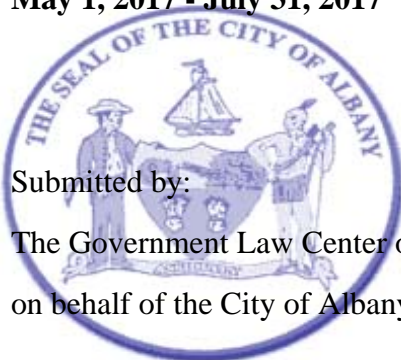 May 1, 2017 - July 31, 2017
THE SEAL OF THE CITY OF ALBANY
Submitted by:
The Government Law Center o
on behalf of the City of Albany